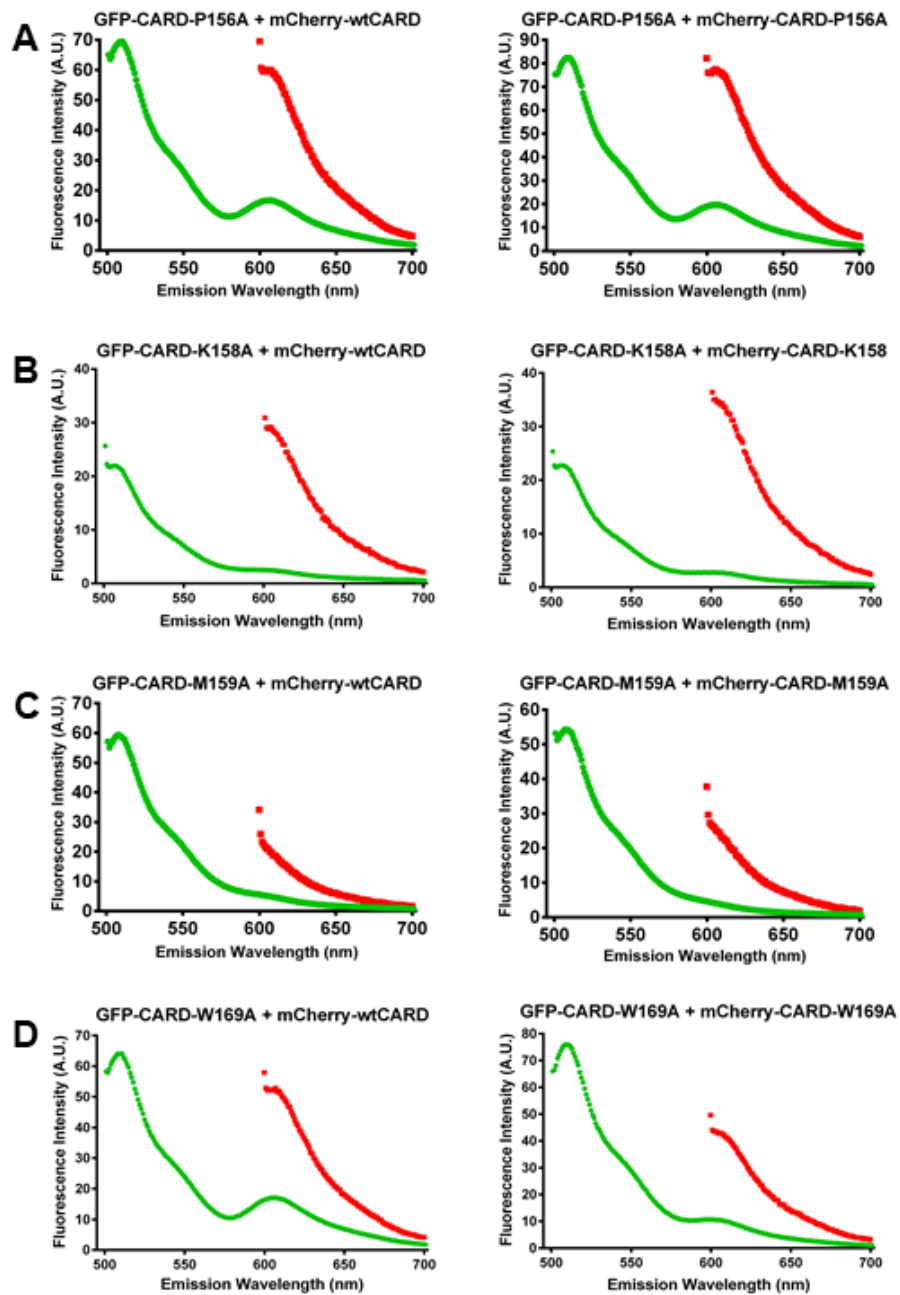 A
GFP-CARD-P156A + mCherry-wtCARD
Fluorescence Intensity (A.U.)
70
60
50
40
30
20
10
0
500 550 600 650 700
Emission Wavelength (nm)
GFP-CARD-P156A + mCherry-CARD-P156A
Fluorescence Intensity (A.U.)
90
80
70
60
50
40
30
20
10
0
500 550 600 650 700
Emission Wavelength (nm)
B
GFP-CARD-K158A + mCherry-wtCARD
Fluorescence Intensity (A.U.)
40
30
20
10
0
500 550 600 650 700
Emission Wavelength (nm)
GFP-CARD-K158A + mCherry-CARD-K158
Fluorescence Intensity (A.U.)
40
30
20
10
0
500 550 600 650 700
Emission Wavelength (nm)
C
GFP-CARD-M159A + mCherry-wtCARD
Fluorescence Intensity (A.U.)
70
60
50
40
30
20
10
0
500 550 600 650 700
Emission Wavelength (nm)
GFP-CARD-M159A + mCherry-CARD-M159A
Fluorescence Intensity (A.U.)
60
50
40
30
20
10
0
500 550 600 650 700
Emission Wavelength (nm)
D
GFP-CARD-W169A + mCherry-wtCARD
Fluorescence Intensity (A.U.)
70
60
50
40
30
20
10
0
500 550 600 650 700
Emission Wavelength (nm)
GFP-CARD-W169A + mCherry-CARD-W169A
Fluorescence Intensity (A.U.)
80
70
60
50
40
30
20
10
0
500 550 600 650 700
Emission Wavelength (nm)